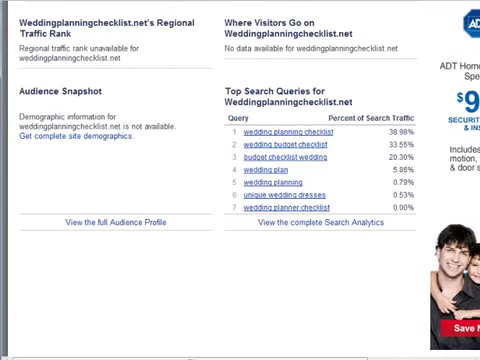 Weddingplanningchecklist.net's Regional
Traffic Rank
Regional traffic rank unavailable for
weddingplanningchecklist.net
Where Visitors Go on
Weddingplanningchecklist.net
No data available for weddingplanningchecklist.net
Audience Snapshot
Demographic information for
weddingplanningchecklist.net is not available.
Get complete site demographics.
View the full Audience Profile
Top Search Queries for
Weddingplanningchecklist.net
Query Percent of Search Traffic
1 wedding planning checklist 38.98%
2 wedding budget checklist 33.55%
3 budget checklist wedding 20.30%
4 wedding plan 5.86%
5 wedding planning 0.79%
6 unique wedding dresses 0.53%
7 wedding planner checklist 0.00%
View the complete Search Analytics
ADT
ADT Home
Spe
$9
SECURIT
& INS
Includes
motion,
& door s
Save